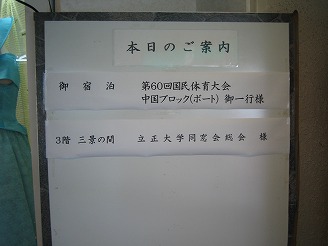 本日のご案内
御宿泊 第60回国民体育大会
中国ブロック(ボート) 御一行様
3階 三景の間 立正大学同窓会総会 様